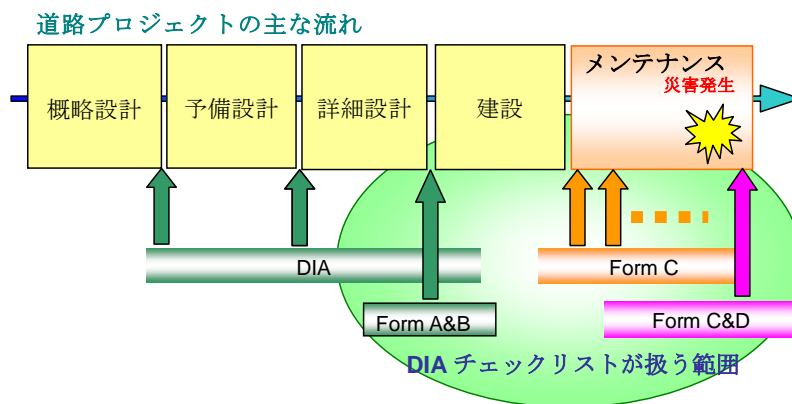 道路プロジェクトの主な流れ
概略設計
予備設計
詳細設計
建設
メンテナンス
災害発生
DIA
Form C
Form A&B
Form C&D
DIA チェックリストが扱う範囲